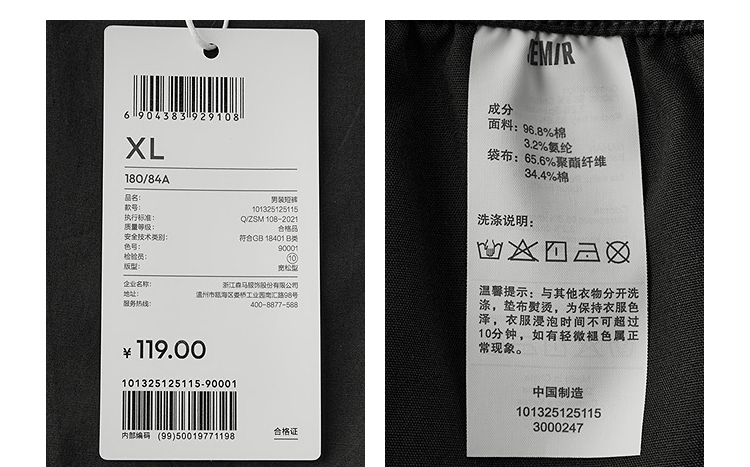 6 904383 929108
XL
180/84A
品名： 男装短裤
款号： 101325125115
执行标准： Q/ZSM 108-2021
质量等级： 合格品
安全技术类别： 符合GB 18401 B类
色号： 90001
检验员： 10
版型： 宽松型
企业名称： 浙江森马服饰股份有限公司
地址： 温州市瓯海区娄桥工业园南汇路98号
服务热线： 400-8877-568
¥ 119.00
101325125115-90001
内部编码 (99)50019771198
合格证
SEMIR
成分
面料：96.8%棉
3.2%氨纶
袋布：65.6%聚酯纤维
34.4%棉
洗涤说明：
温馨提示：与其他衣物分开洗
涤，垫布熨烫，为保持衣服色
泽，衣服浸泡时间不可超过
10分钟，如有轻微褪色属正
常现象。
中国制造
101325125115
3000247